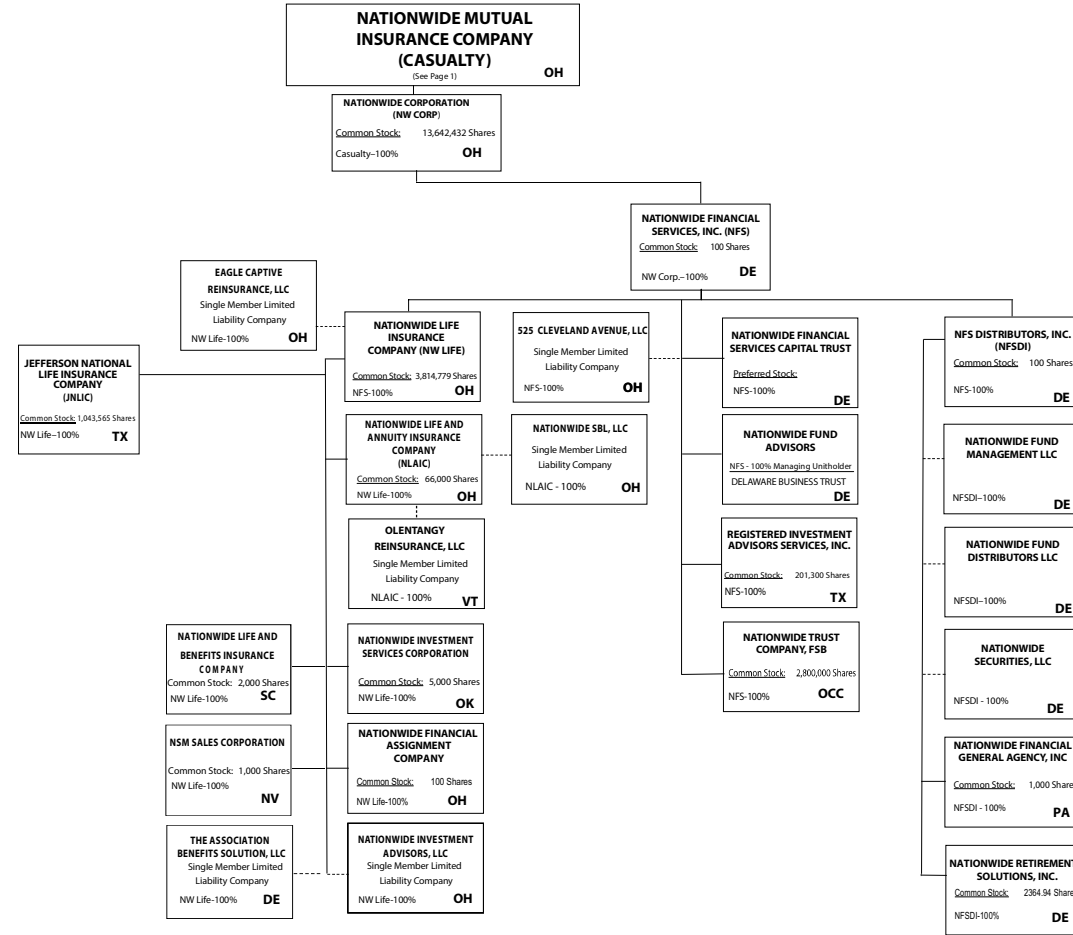 NATIONWIDE MUTUAL
INSURANCE COMPANY
(CASUALTY)
(See Page 1)
OH
NATIONWIDE CORPORATION
(NW CORP)
Common Stock: 13,642,432 Shares
Casualty–100% OH
NATIONWIDE FINANCIAL
SERVICES, INC. (NFS)
Common Stock: 100 Shares
NW Corp.–100% DE
EAGLE CAPTIVE
REINSURANCE, LLC
Single Member Limited
Liability Company
NW Life-100% OH
JEFFERSON NATIONAL
LIFE INSURANCE
COMPANY
(JNLIC)
Common Stock: 1,043,565 Shares
NW Life–100% TX
NATIONWIDE LIFE
INSURANCE
COMPANY (NW LIFE)
Common Stock: 3,814,779 Shares
NFS-100% OH
NATIONWIDE LIFE AND
ANNUITY INSURANCE
COMPANY
(NLAIC)
Common Stock: 66,000 Shares
NW Life-100% OH
OLENTANGY
REINSURANCE, LLC
Single Member Limited
Liability Company
NLAIC - 100% VT
525 CLEVELAND AVENUE, LLC
Single Member Limited
Liability Company
NFS-100% OH
NATIONWIDE SBL, LLC
Single Member Limited
Liability Company
NLAIC - 100% OH
NATIONWIDE LIFE AND
BENEFITS INSURANCE
COMPANY
Common Stock: 2,000 Shares
NW Life-100% SC
NATIONWIDE INVESTMENT
SERVICES CORPORATION
Common Stock: 5,000 Shares
NW Life-100% OK
NSM SALES CORPORATION
Common Stock: 1,000 Shares
NW Life-100%
NV
NATIONWIDE FINANCIAL
ASSIGNMENT
COMPANY
Common Stock: 100 Shares
NW Life-100% OH
THE ASSOCIATION
BENEFITS SOLUTION, LLC
Single Member Limited
Liability Company
NW Life-100% DE
NATIONWIDE INVESTMENT
ADVISORS, LLC
Single Member Limited
Liability Company
NW Life-100% OH
NATIONWIDE FINANCIAL
SERVICES CAPITAL TRUST
Preferred Stock:
NFS-100%
DE
NATIONWIDE FUND
ADVISORS
NFS - 100% Managing Unitholder
DELAWARE BUSINESS TRUST
DE
REGISTERED INVESTMENT
ADVISORS SERVICES, INC.
Common Stock: 201,300 Shares
NFS-100% TX
NATIONWIDE TRUST
COMPANY, FSB
Common Stock: 2,800,000 Shares
NFS-100% OCC
NFS DISTRIBUTORS, INC.
(NFSDI)
Common Stock: 100 Shares
NFS-100%
DE
NATIONWIDE FUND
MANAGEMENT LLC
NFSDI–100%
DE
NATIONWIDE FUND
DISTRIBUTORS LLC
NFSDI–100%
DE
NATIONWIDE
SECURITIES, LLC
NFSDI - 100%
DE
NATIONWIDE FINANCIAL
GENERAL AGENCY, INC
Common Stock: 1,000 Share
NFSDI - 100%
PA
NATIONWIDE RETIREMENT
SOLUTIONS, INC.
Common Stock: 2364.94 Share
NFSDI-100% DE